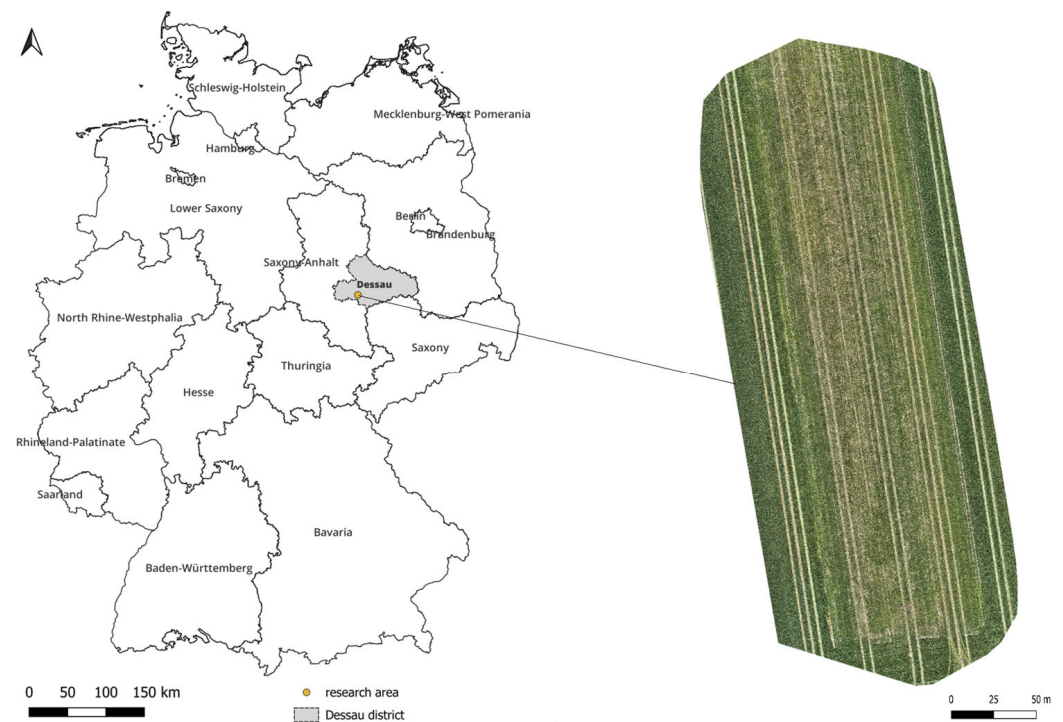 Schleswig-Holstein
Mecklenburg-West Pomerania
Hamburg
Bremen
Lower Saxony
Berlin
Brandenburg
Saxony-Anhalt
Dessau
North Rhine-Westphalia
Saxony
Thuringia
Hesse
Rhineland-Palatinate
Saarland
Bavaria
Baden-Württemberg
0 50 100 150 km
research area
Dessau district
0 25 50 m